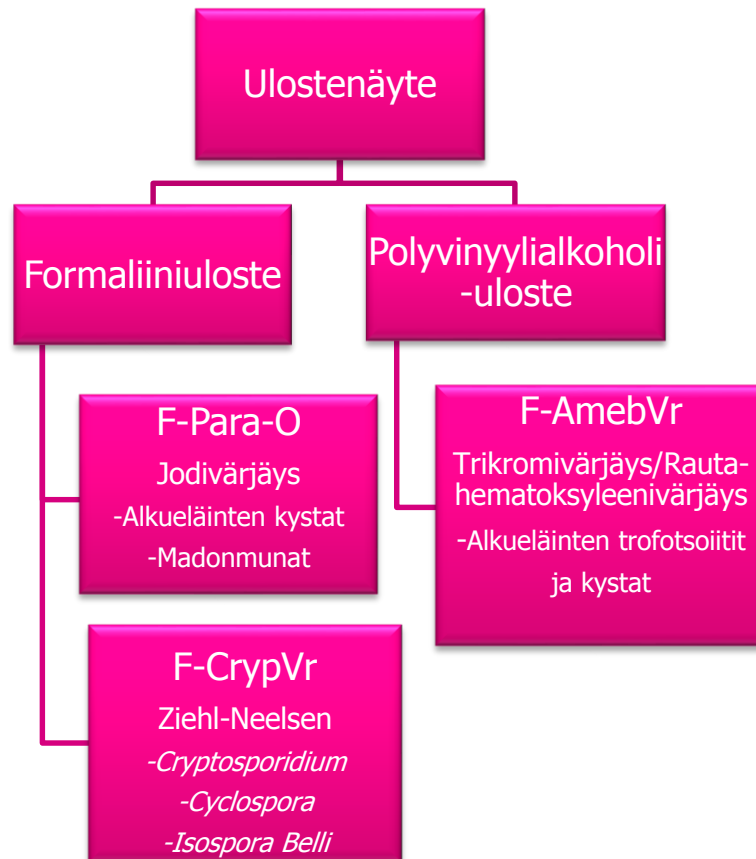 Ulostenäyte
Formaliiniuloste
Polyvinyylialkoholi
-uloste
F-Para-O
Jodivärjäys
-Alkueläinten kystat
-Madonmunat
F-AmebVr
Trikromivärjäys/Rauta-
hematoksyleenivärjäys
-Alkueläinten trofotsoiitit
ja kystat
F-CrypVr
Ziehl-Neelsen
-Cryptosporidium
-Cyclospora
-Isospora Belli